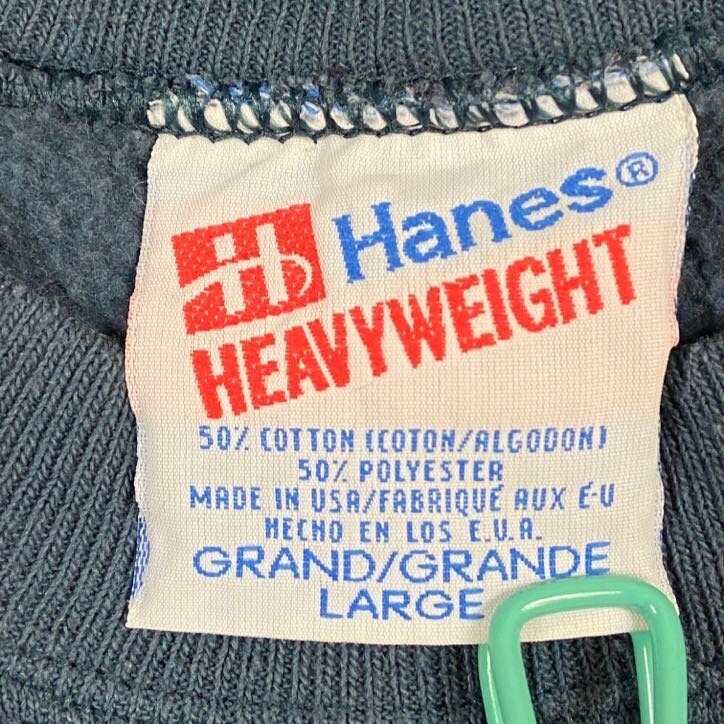 Hanes®
HEAVYWEIGHT
50% COTTON (COTON/ALGODON)
50% POLYESTER
MADE IN USA/FABRIQUÉ AUX É-U
HECHO EN LOS E.U.A.
GRAND/GRANDE
LARGE